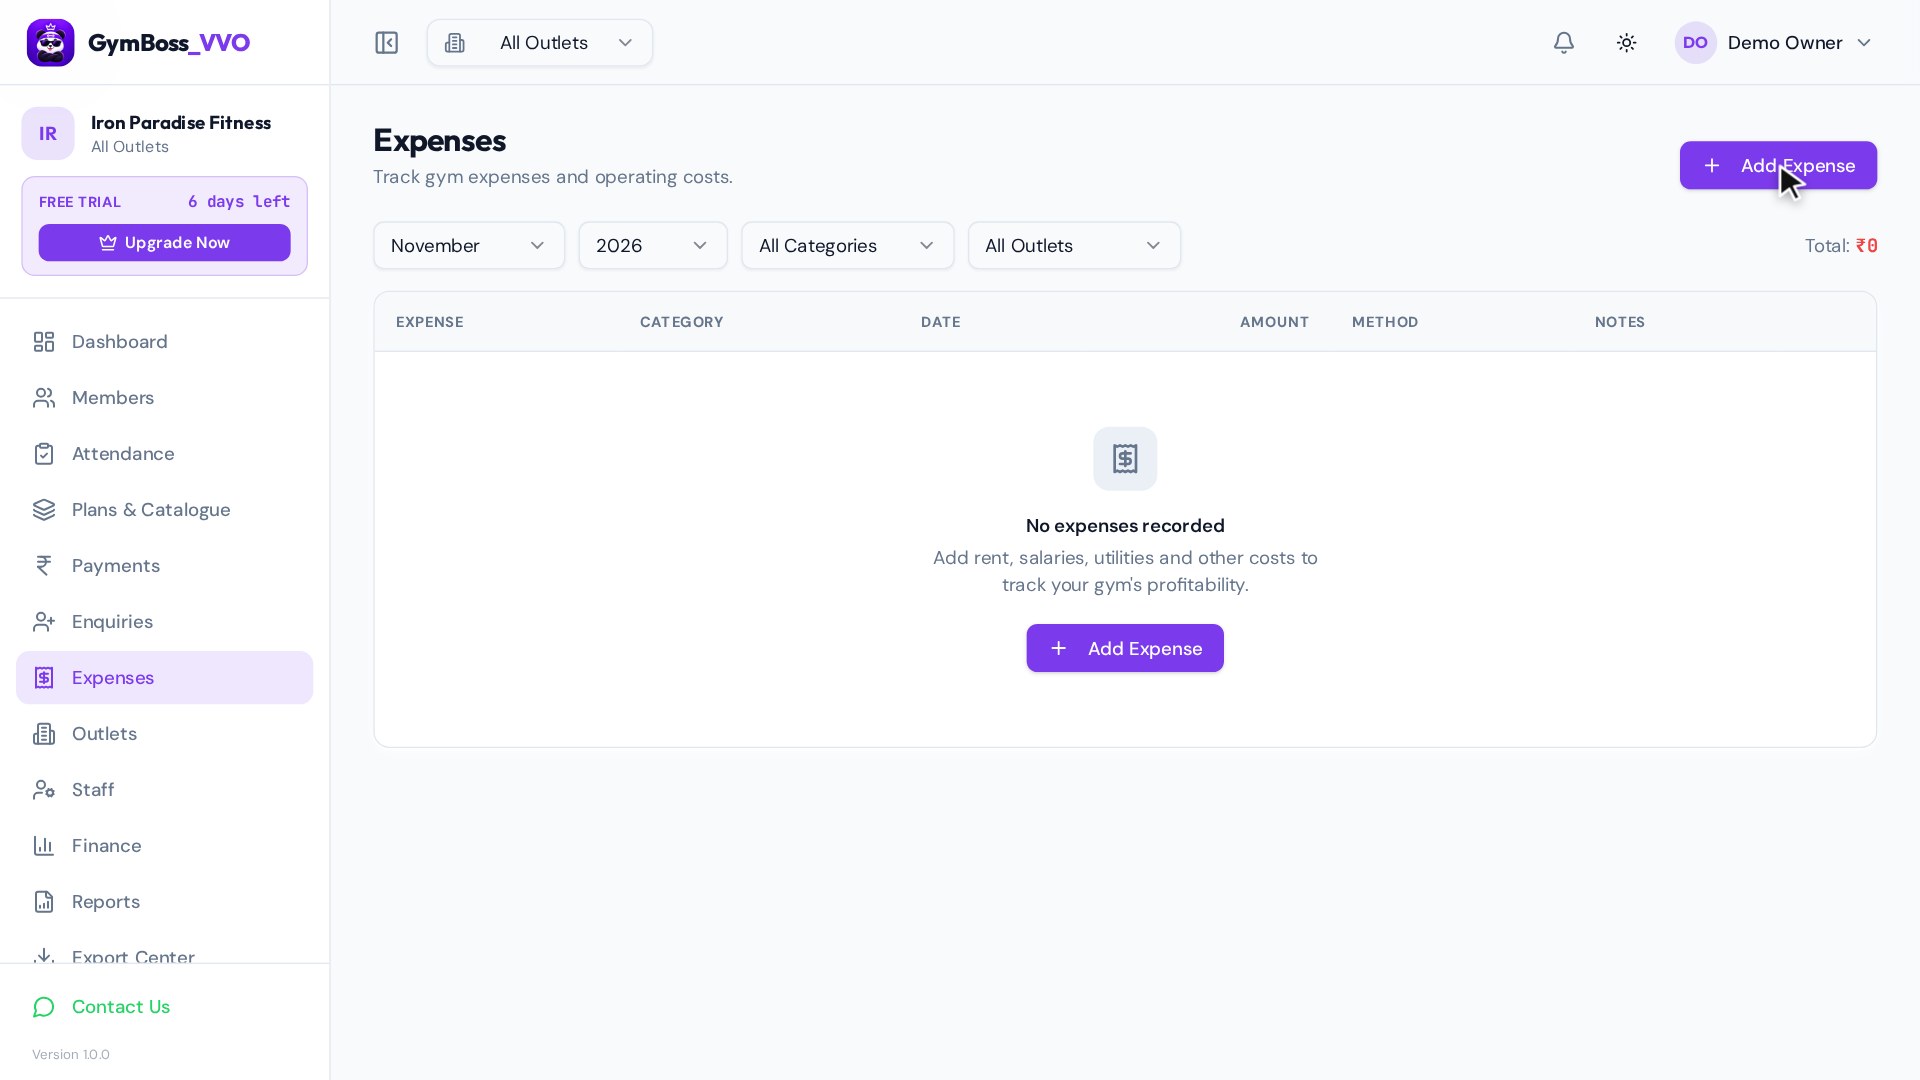 GymBoss_VVO
All Outlets
DO
Demo Owner
IR
Iron Paradise Fitness
All Outlets
FREE TRIAL
6 days left
Upgrade Now
Dashboard
Members
Attendance
Plans & Catalogue
Payments
Enquiries
Expenses
Outlets
Staff
Finance
Reports
Export Center
Contact Us
Version 1.0.0
Expenses
Track gym expenses and operating costs.
+ Add Expense
November
2026
All Categories
All Outlets
Total: ₹0
EXPENSE
CATEGORY
DATE
AMOUNT
METHOD
NOTES
No expenses recorded
Add rent, salaries, utilities and other costs to
track your gym's profitability.
+ Add Expense